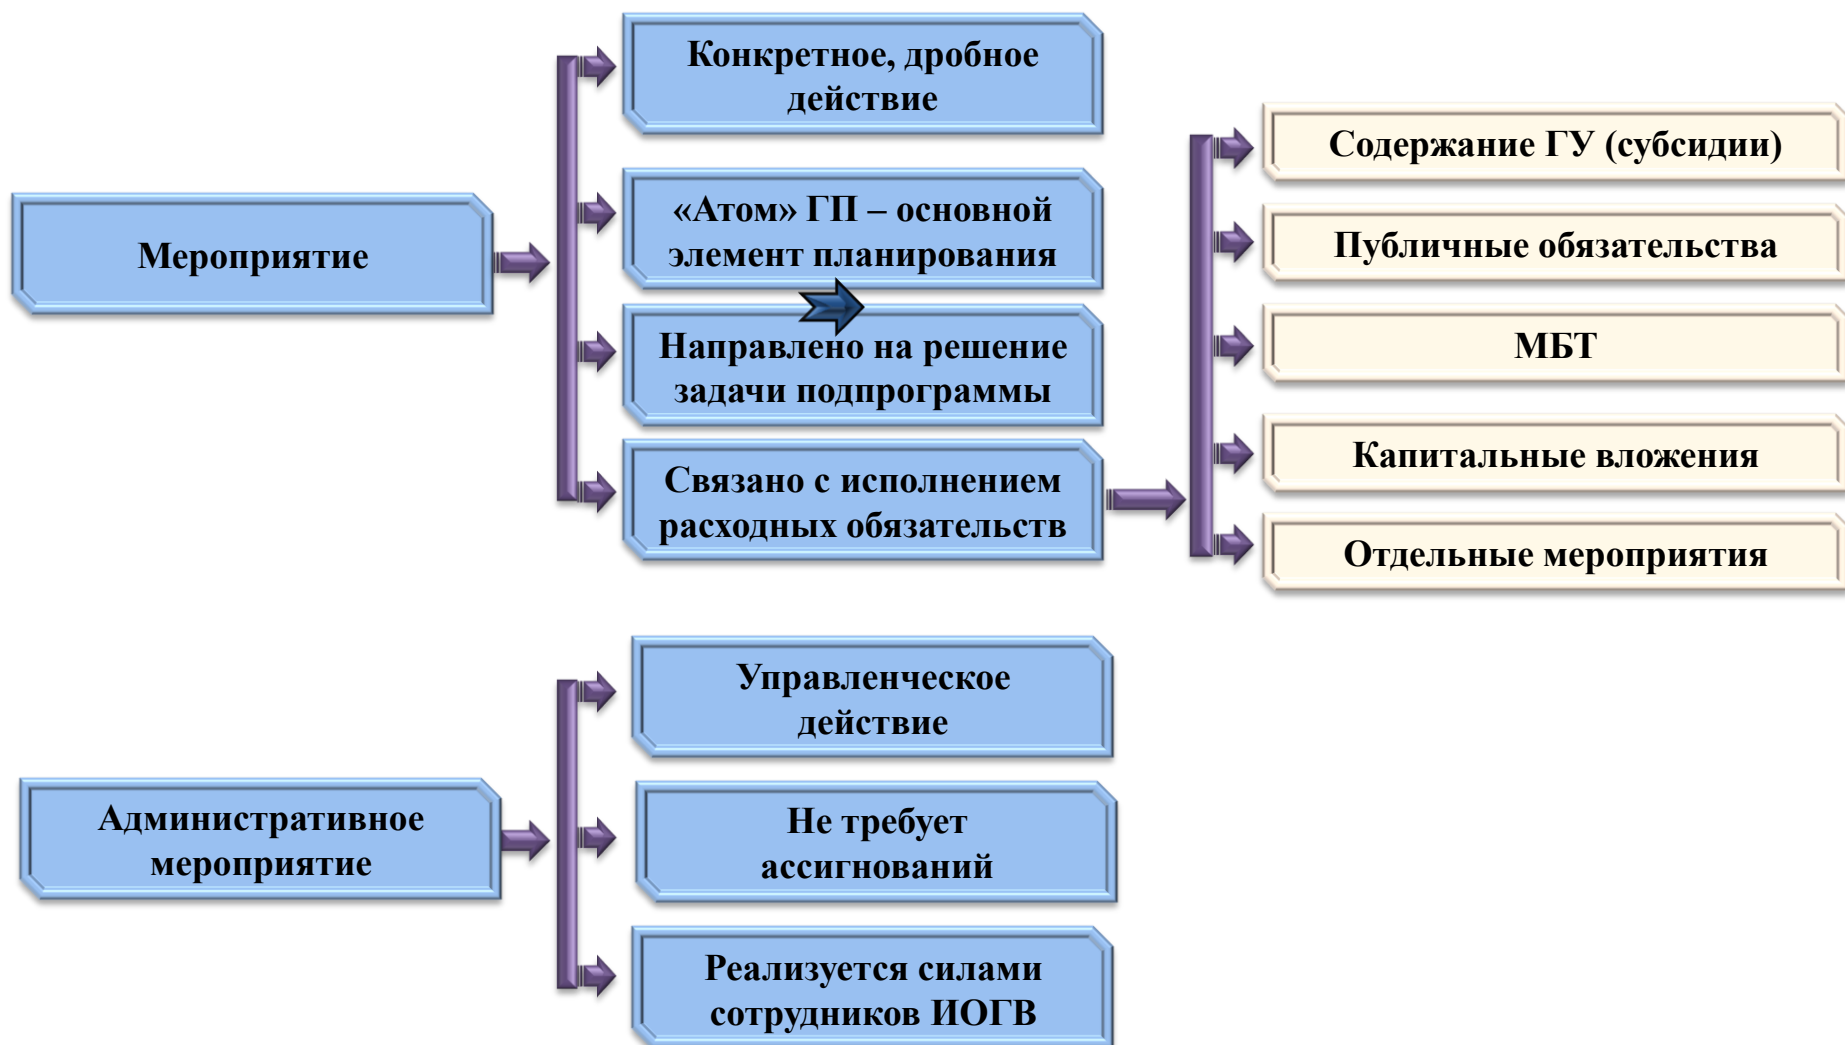 Мероприятие
Конкретное, дробное
действие
«Атом» ГП – основной
элемент планирования
Направлено на решение
задачи подпрограммы
Связано с исполнением
расходных обязательств
Содержание ГУ (субсидии)
Публичные обязательства
МБТ
Капитальные вложения
Отдельные мероприятия
Административное
мероприятие
Управленческое
действие
Не требует
ассигнований
Реализуется силами
сотрудников ИОГВ